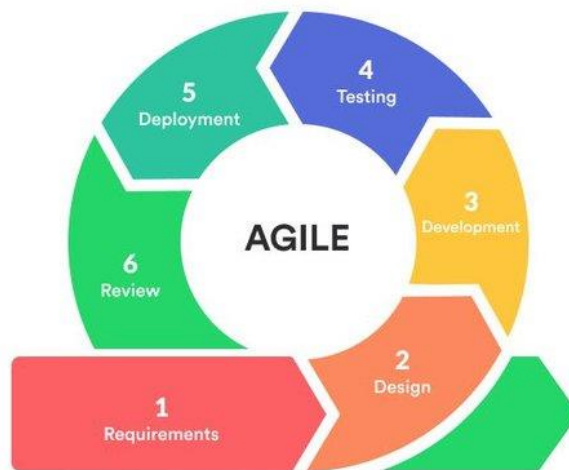 AGILE
1
Requirements
2
Design
3
Development
4
Testing
5
Deployment
6
Review